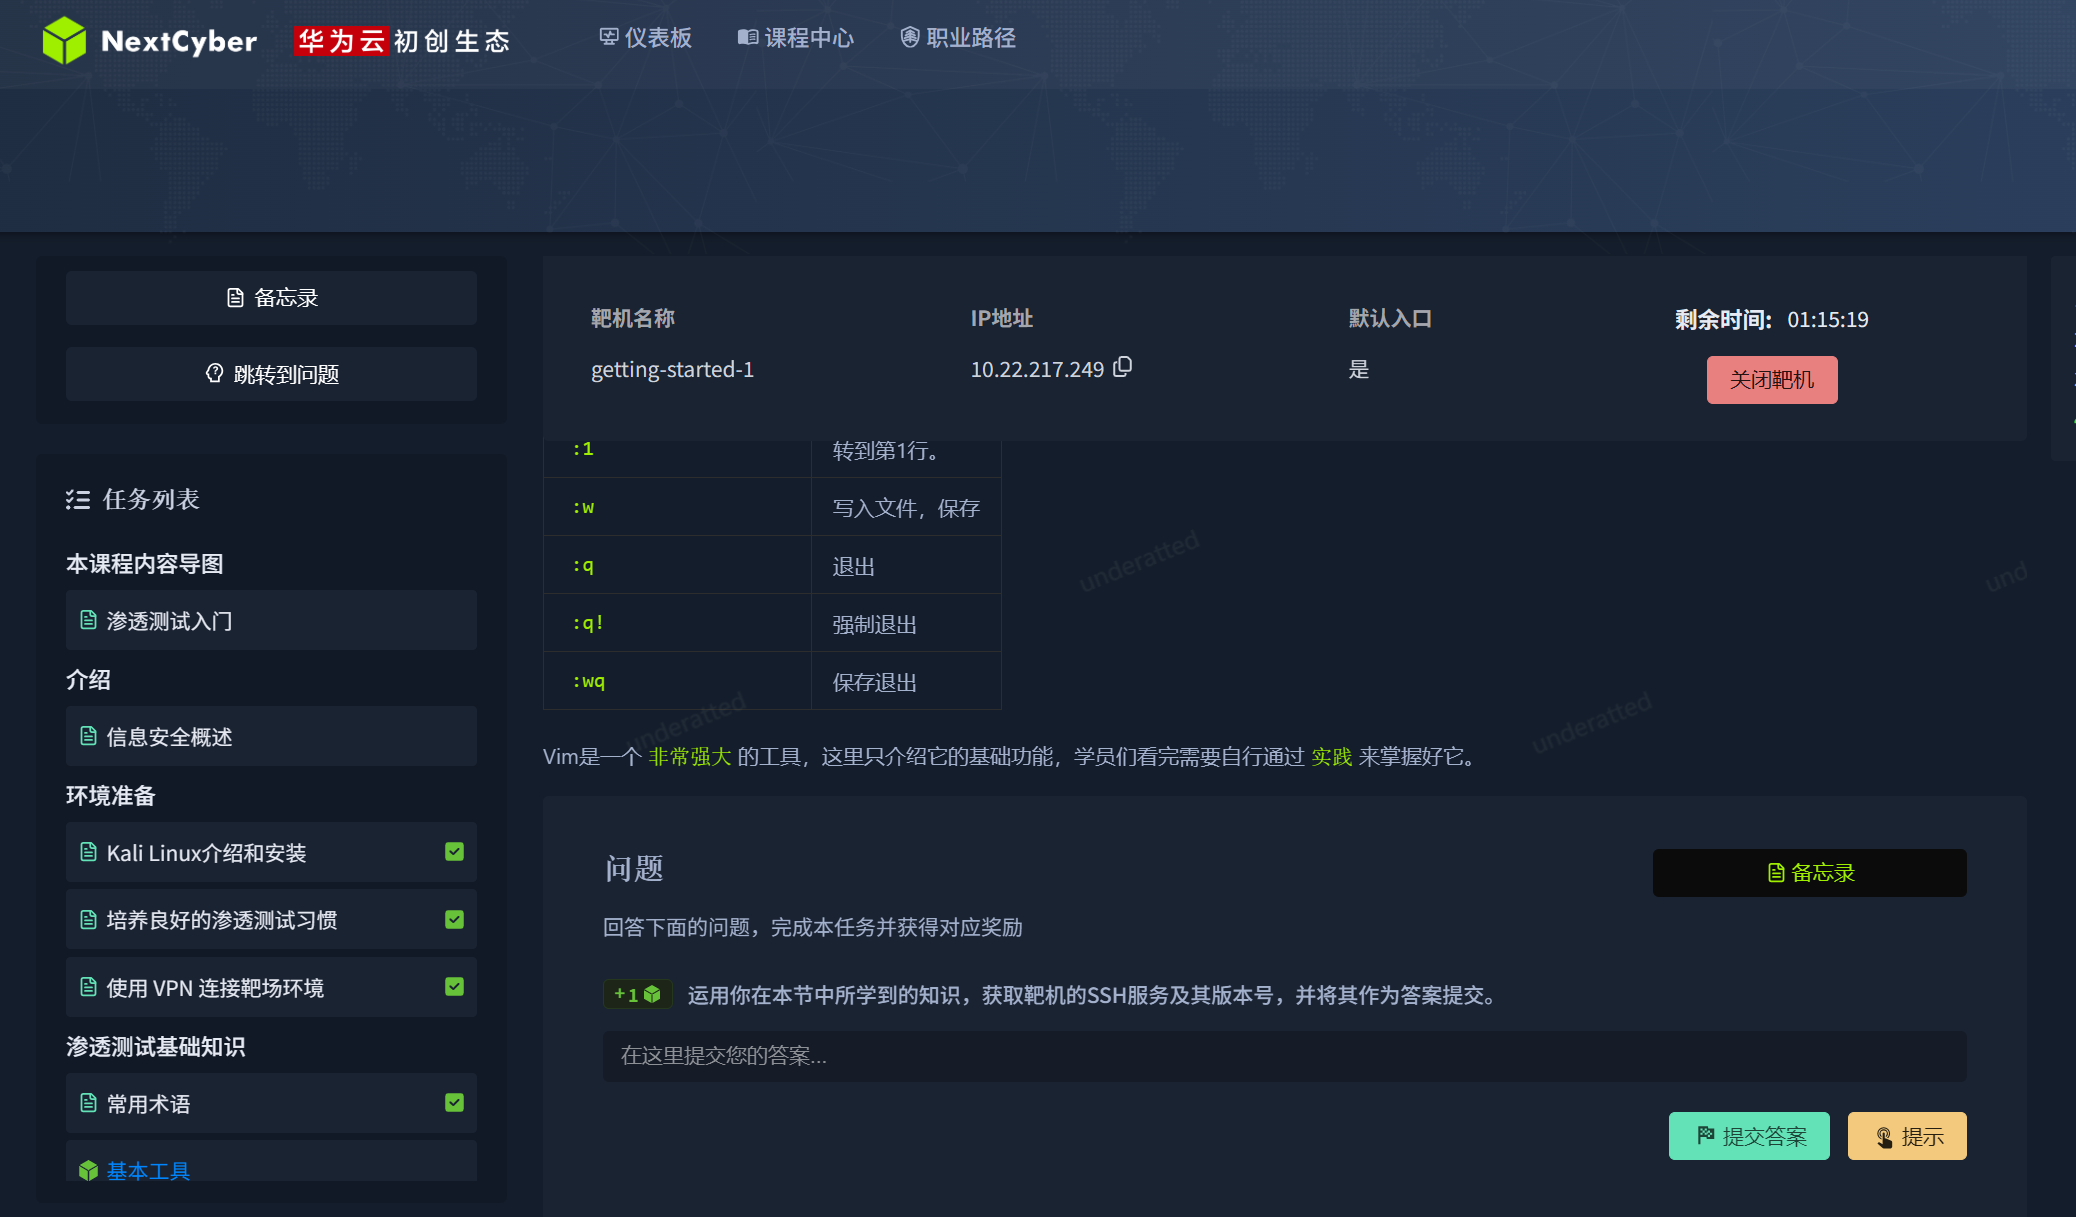 NextCyber
华为云初创生态
仪表板
课程中心
职业路径
备忘录
跳转到问题
任务列表
本课程内容导图
渗透测试入门
介绍
信息安全概述
环境准备
Kali Linux介绍和安装
培养良好的渗透测试习惯
使用 VPN 连接靶场环境
渗透测试基础知识
常用术语
基本工具
靶机名称 IP地址 默认入口 剩余时间: 01:15:19
getting-started-1 10.22.217.249 是
关闭靶机
:1 转到第1行。
:w 写入文件，保存
:q 退出
:q! 强制退出
:wq 保存退出
underatted
und
underatted
underatted
Vim是一个 非常强大 的工具，这里只介绍它的基础功能，学员们看完需要自行通过 实践 来掌握好它。
问题
备忘录
回答下面的问题，完成本任务并获得对应奖励
+1 运用你在本节中所学到的知识，获取靶机的SSH服务及其版本号，并将其作为答案提交。
在这里提交您的答案...
提交答案
提示